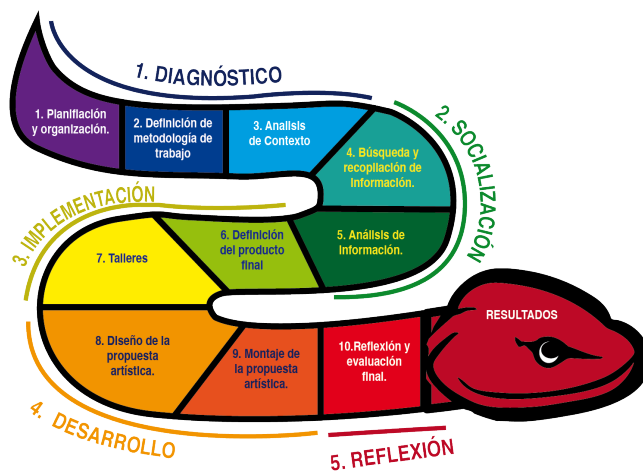 1. DIAGNÓSTICO
1. Planifiación
y organización.
2. Definición de
metodología de
trabajo
3. Analisis
de Contexto
2. SOCIALIZACIÓN
4. Búsqueda y
recopilación de
Información.
5. Análisis de
Información.
3. IMPLEMENTACIÓN
6. Definición
del producto
final
7. Talleres
8. DIseño de la
propuesta
artística.
9. Montaje de
la propuesta
artística.
4. DESARROLLO
10.Reflexión y
evaluación
final.
5. REFLEXIÓN
RESULTADOS